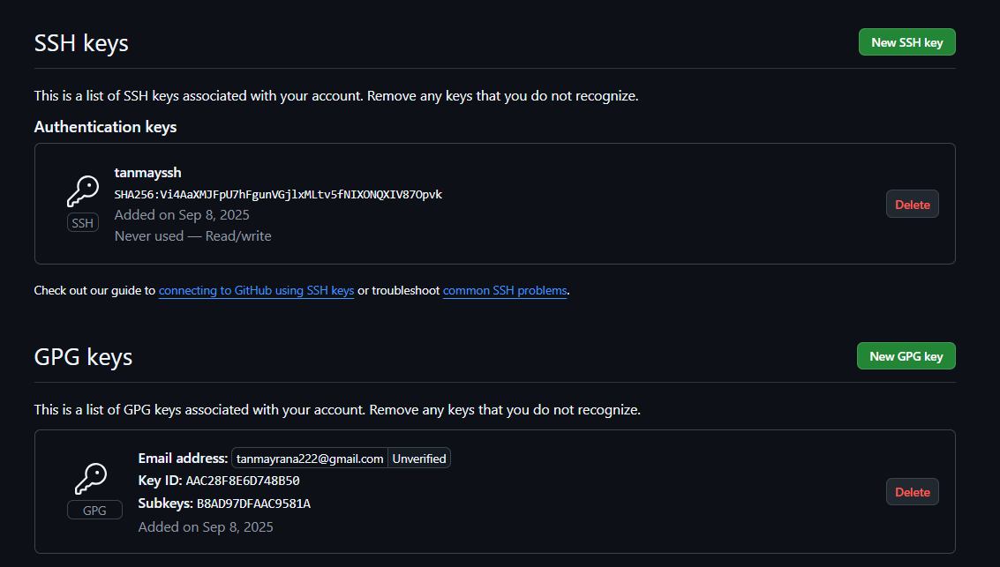 SSH keys
New SSH key
This is a list of SSH keys associated with your account. Remove any keys that you do not recognize.
Authentication keys
tanmayssh
SHA256:Vi4AaXMJFpU7hFgunVGjlxMLtv5fNIXONQXIV87Opvk
SSH
Added on Sep 8, 2025
Never used — Read/write
Delete
Check out our guide to connecting to GitHub using SSH keys or troubleshoot common SSH problems.
GPG keys
New GPG key
This is a list of GPG keys associated with your account. Remove any keys that you do not recognize.
Email address: tanmayrana222@gmail.com Unverified
Key ID: AAC28F8E6D748B50
Subkeys: B8AD97DFAAC9581A
GPG
Added on Sep 8, 2025
Delete